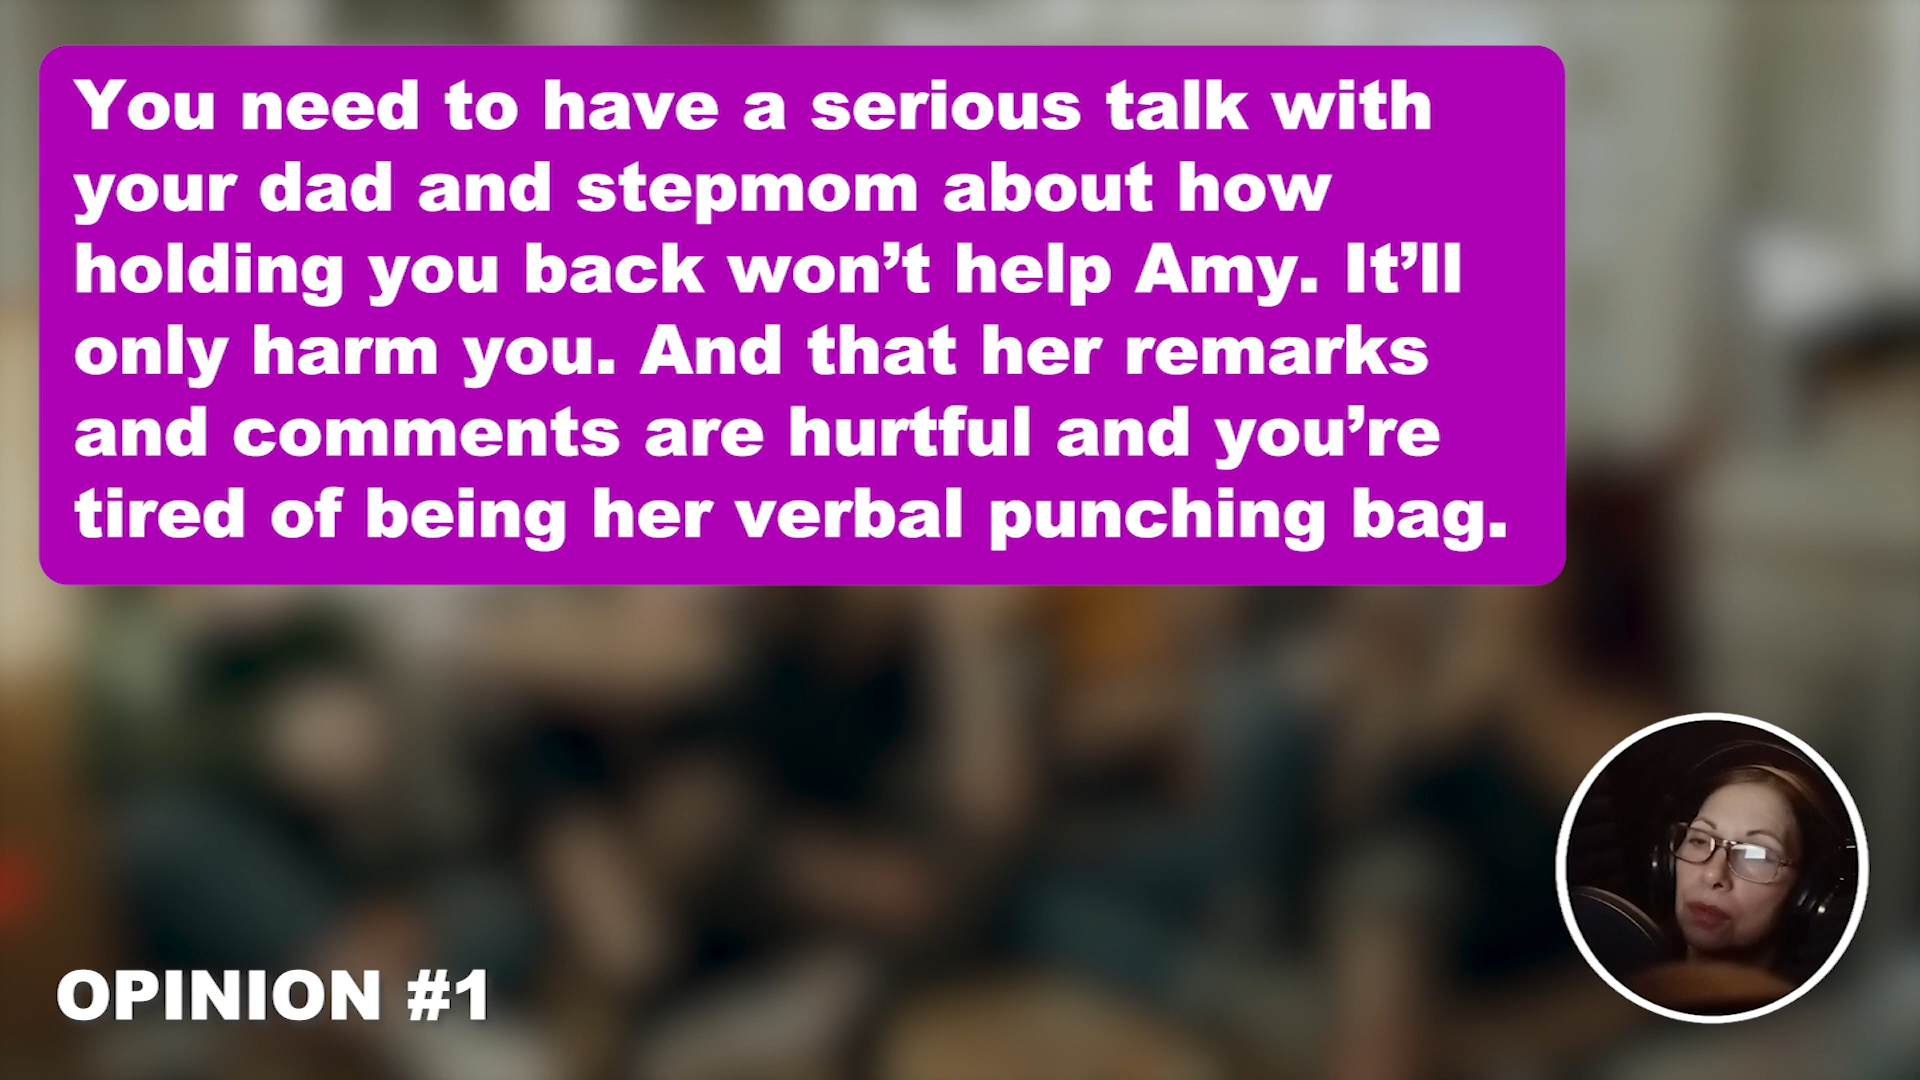 You need to have a serious talk with
your dad and stepmom about how
holding you back won’t help Amy. It’ll
only harm you. And that her remarks
and comments are hurtful and you’re
tired of being her verbal punching bag.
OPINION #1